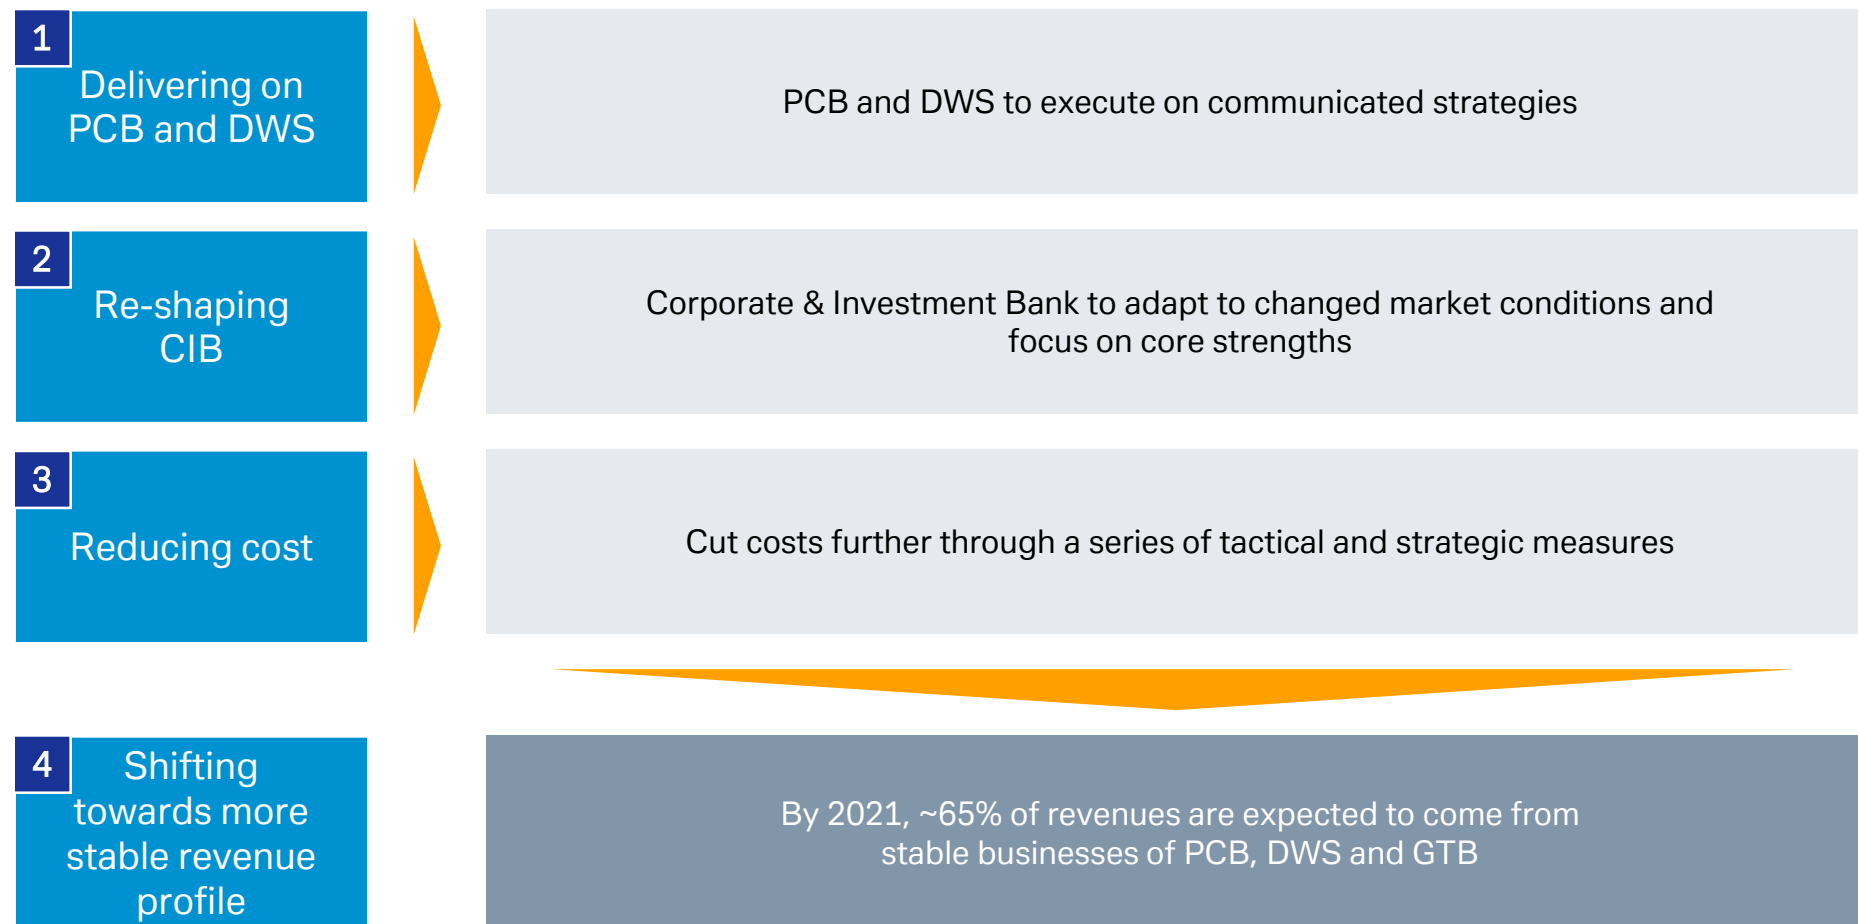 1
Delivering on
PCB and DWS
PCB and DWS to execute on communicated strategies
2
Re-shaping
CIB
Corporate & Investment Bank to adapt to changed market conditions and
focus on core strengths
3
Reducing cost
Cut costs further through a series of tactical and strategic measures
4
Shifting
towards more
stable revenue
profile
By 2021, ~65% of revenues are expected to come from
stable businesses of PCB, DWS and GTB